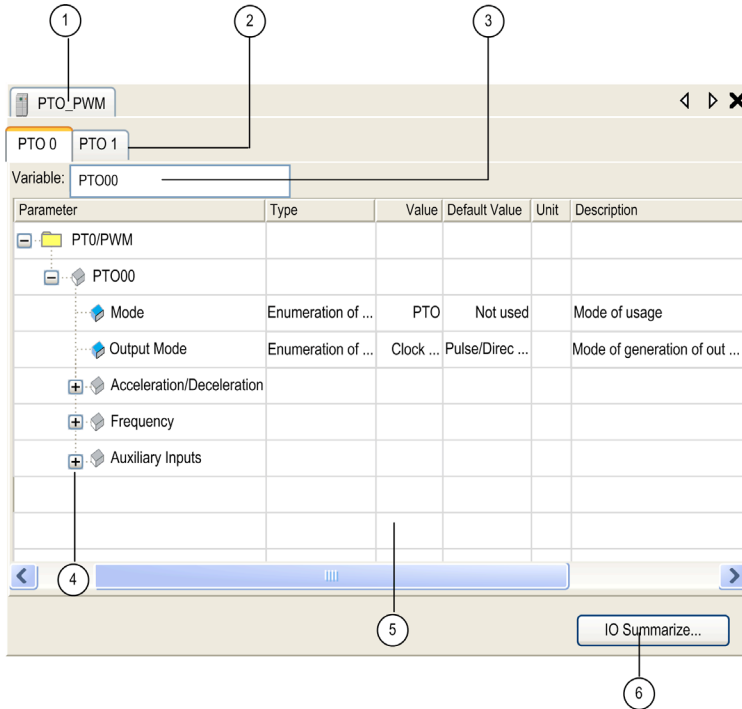 1 2 3
PTO_PWM
PTO 0 PTO 1
Variable: PTO00
Parameter Type Value Default Value Unit Description
PT0/PWM
PTO00
Mode Enumeration of ... PTO Not used Mode of usage
Output Mode Enumeration of ... Clock ... Pulse/Direc ... Mode of generation of out ...
Acceleration/Deceleration
Frequency
Auxiliary Inputs
4
5
IO Summarize...
6